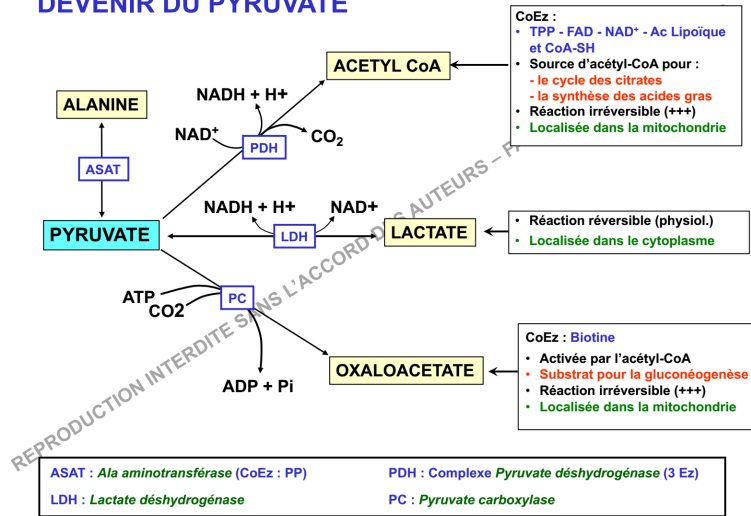 DEVENIR DU PYRUVATE
CoEz :
• TPP - FAD - NAD⁺ - Ac Lipoïque
et CoA-SH
• Source d'acétyl-CoA pour :
- le cycle des citrates
- la synthèse des acides gras
• Réaction irréversible (+++)
• Localisée dans la mitochondrie
ACETYL CoA
ALANINE
NADH + H+
NAD⁺
CO₂
PDH
ASAT
NADH + H+
NAD+
PYRUVATE
LDH
LACTATE
• Réaction réversible (physiol.)
• Localisée dans le cytoplasme
ATP
CO2
PC
ADP + Pi
OXALOACETATE
CoEz : Biotine
• Activée par l'acétyl-CoA
• Substrat pour la gluconéogenèse
• Réaction irréversible (+++)
• Localisée dans la mitochondrie
REPRODUCTION INTERDITE SANS L'ACCORD DES AUTEURS –
ASAT : Ala aminotransférase (CoEz : PP)
PDH : Complexe Pyruvate déshydrogénase (3 Ez)
LDH : Lactate déshydrogénase
PC : Pyruvate carboxylase